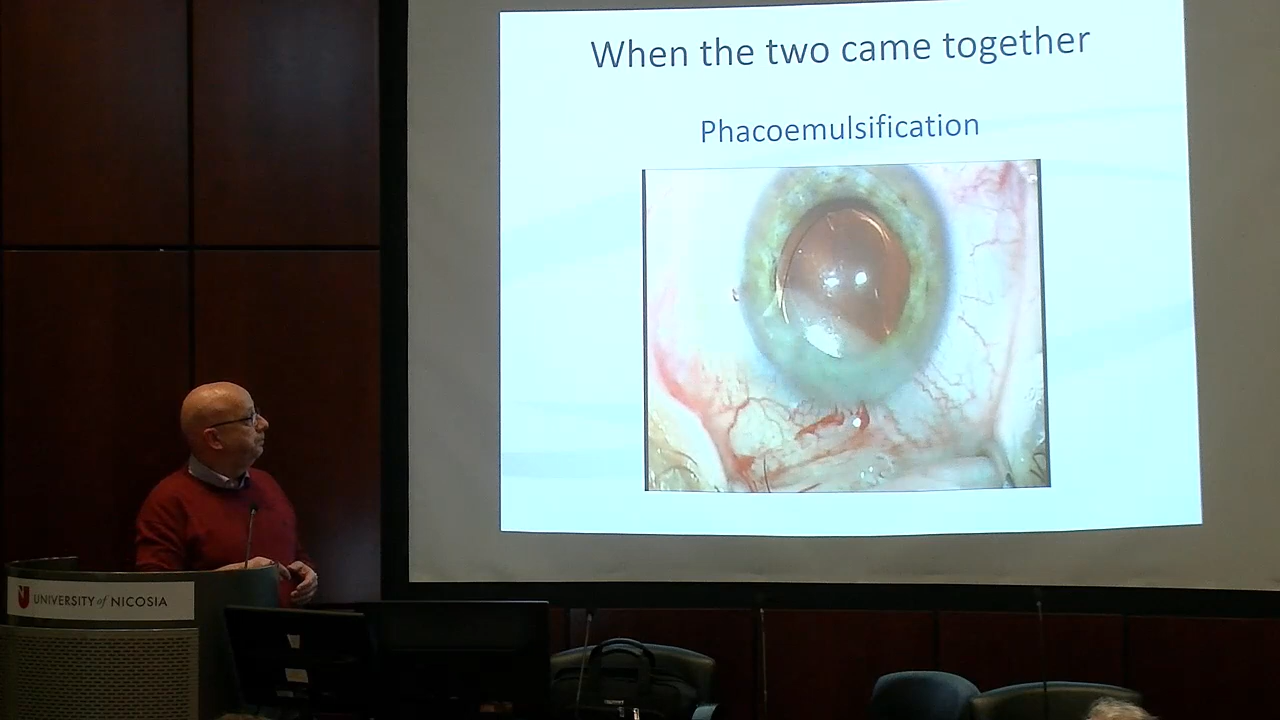 When the two came together
Phacoemulsification
UNIVERSITY of NICOSIA